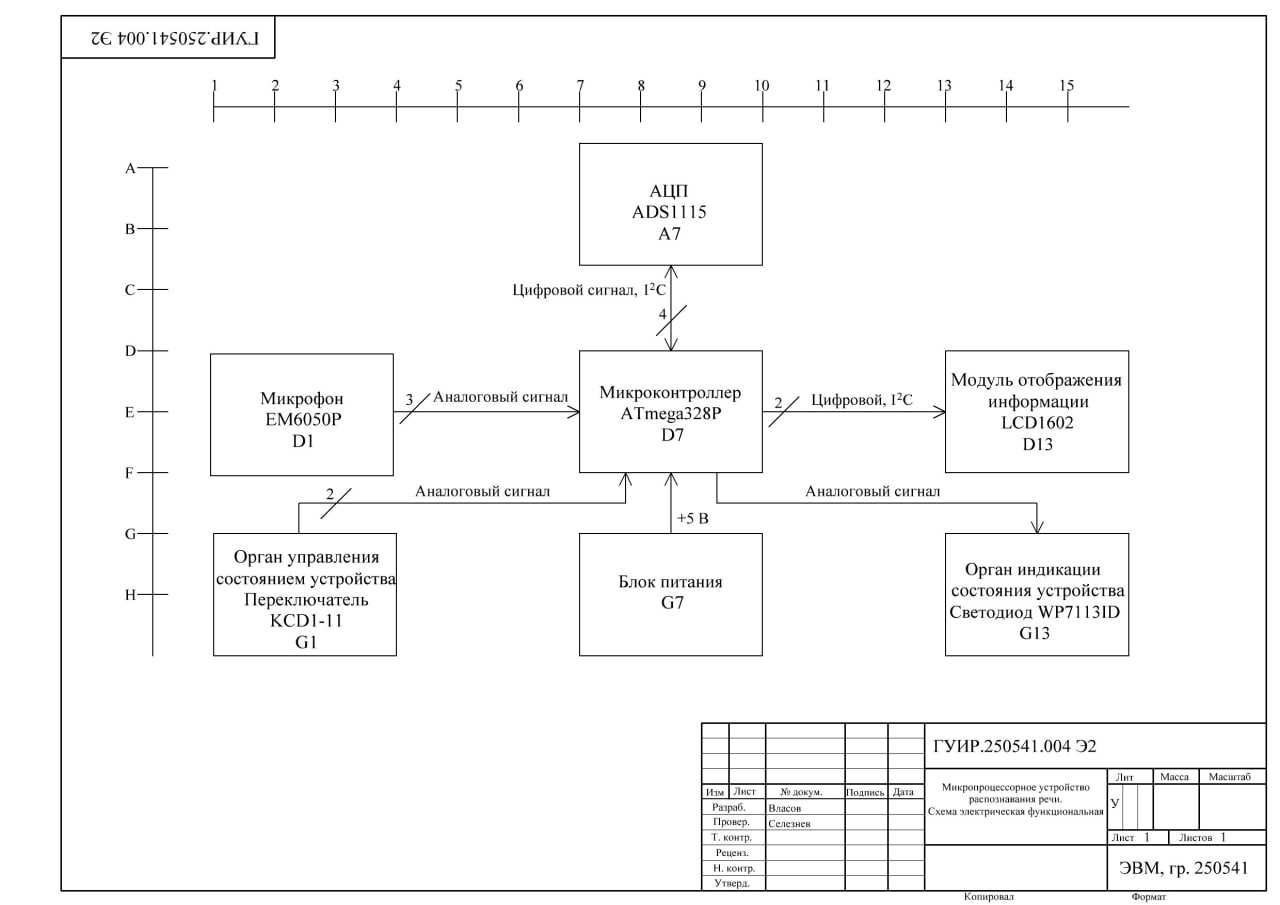 ГУИР.250541.004 Э2
1 2 3 4 5 6 7 8 9 10 11 12 13 14 15
A
B
C
D
E
F
G
H
АЦП
ADS1115
A7
Цифровой сигнал, I²C
4
Микрофон
EM6050P
D1
3
Аналоговый сигнал
Микроконтроллер
ATmega328P
D7
2
Цифровой, I²C
Модуль отображения
информации
LCD1602
D13
2
Аналоговый сигнал
+5 В
Аналоговый сигнал
Орган управления
состоянием устройства
Переключатель
KCD1-11
G1
Блок питания
G7
Орган индикации
состояния устройства
Светодиод WP7113ID
G13
ГУИР.250541.004 Э2
Изм Лист № докум. Подпись Дата
Разраб. Власов
Провер. Селезнев
Т. контр.
Реценз.
Н. контр.
Утверд.
Микропроцессорное устройство
распознавания речи.
Схема электрическая функциональная
Лит Масса Масштаб
У
Лист 1 Листов 1
ЭВМ, гр. 250541
Копировал Формат